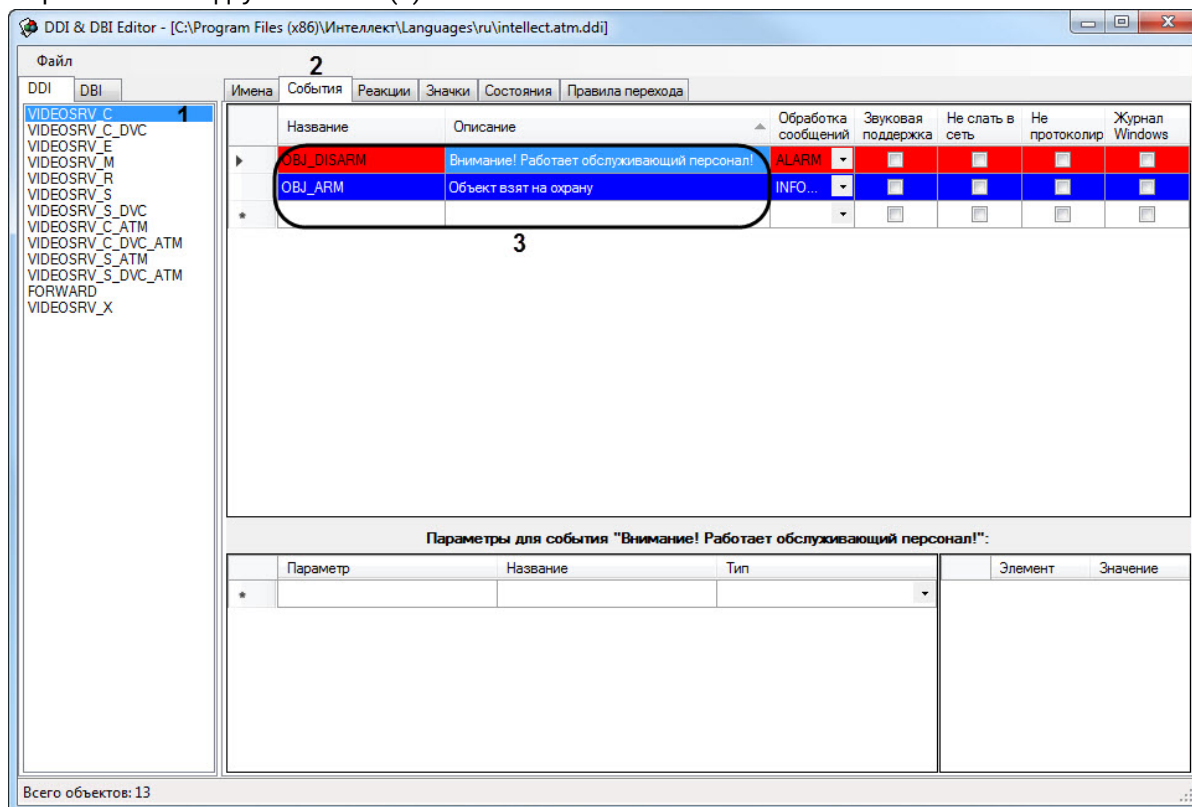 DDI & DBI Editor - [C:\Program Files (x86)\Интеллект\Languages\ru\intellect.atm.ddi]
Файл
2
DDI DBI
Имена События Реакции Значки Состояния Правила перехода
VIDEOSRV_C 1
VIDEOSRV_C_DVC
VIDEOSRV_E
VIDEOSRV_M
VIDEOSRV_R
VIDEOSRV_S
VIDEOSRV_S_DVC
VIDEOSRV_C_ATM
VIDEOSRV_C_DVC_ATM
VIDEOSRV_S_ATM
VIDEOSRV_S_DVC_ATM
FORWARD
VIDEOSRV_X
Название Описание Обработка сообщений Звуковая поддержка Не слать в сеть Не протоколир Журнал Windows
OBJ_DISARM Внимание! Работает обслуживающий персонал! ALARM
OBJ_ARM Объект взят на охрану INFO...
*
3
Параметры для события "Внимание! Работает обслуживающий персонал!":
Параметр Название Тип Элемент Значение
*
Всего объектов: 13